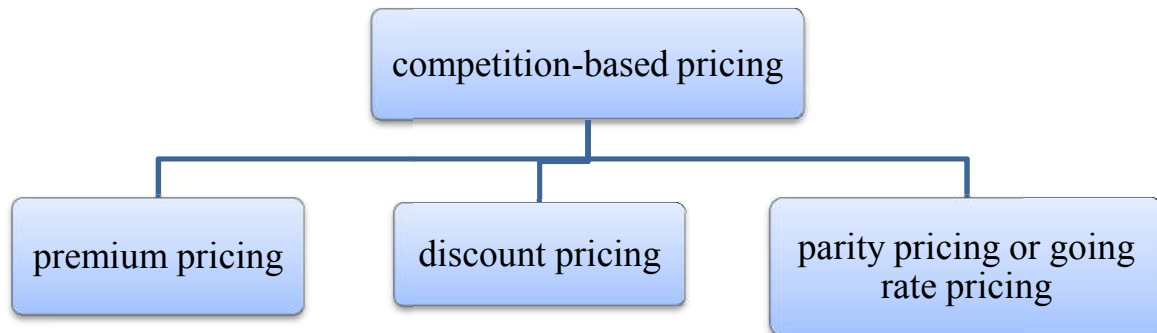 competition-based pricing
premium pricing
discount pricing
parity pricing or going
rate pricing